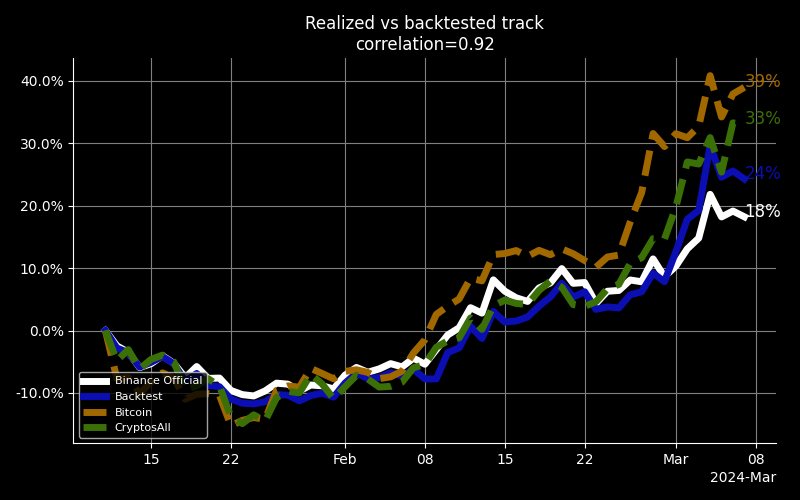 Realized vs backtested track
correlation=0.92
40.0%
30.0%
20.0%
10.0%
0.0%
-10.0%
39%
33%
24%
18%
Binance Official
Backtest
Bitcoin
CryptosAll
15
22
Feb
08
15
22
Mar
08
2024-Mar